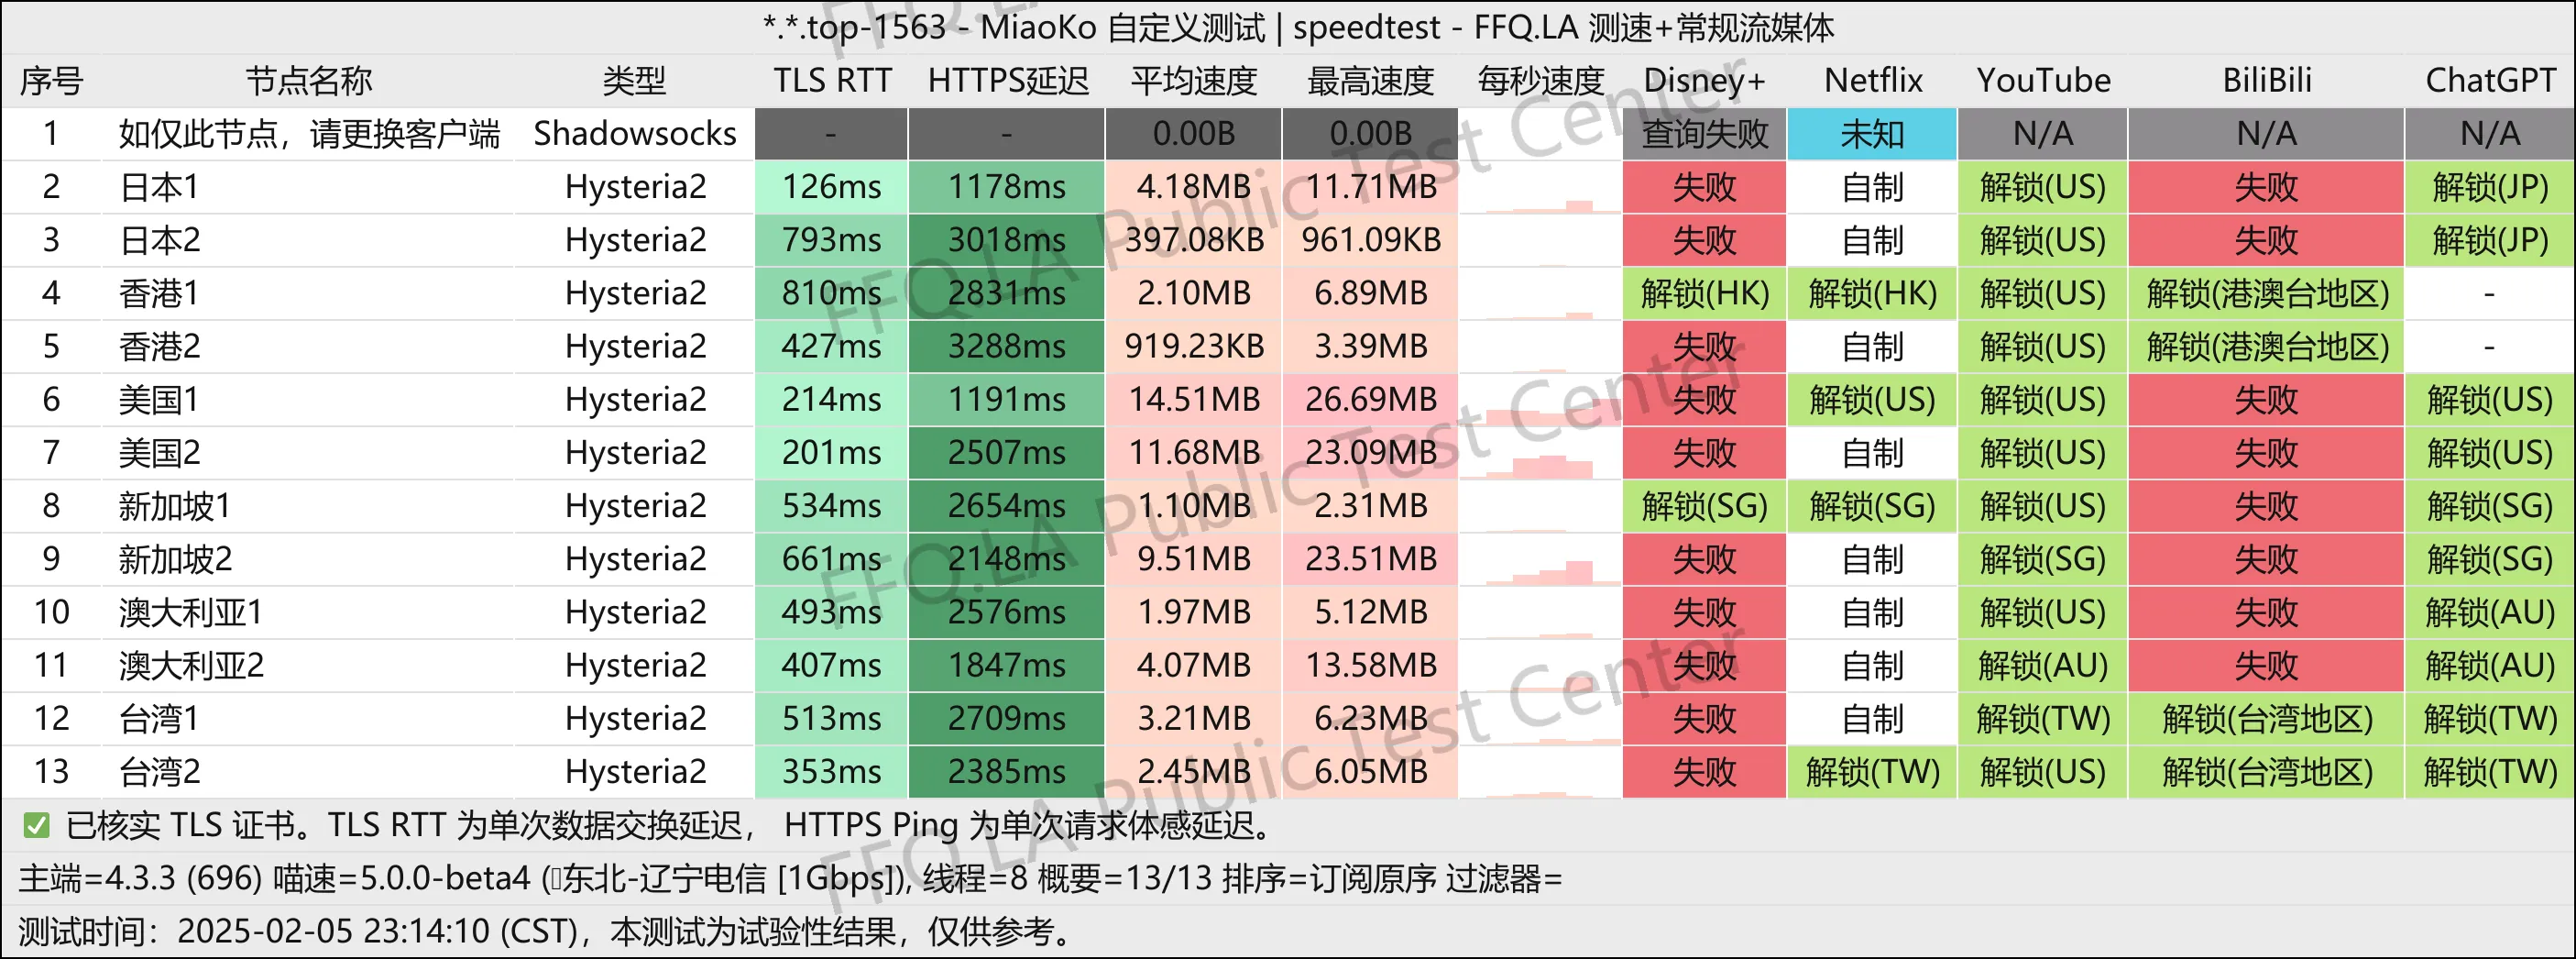 *.*.top-1563 - MiaoKo 自定义测试 | speedtest - FFQ.LA 测速+常规流媒体
序号 节点名称 类型 TLS RTT HTTPS延迟 平均速度 最高速度 每秒速度 Disney+ Netflix YouTube BiliBili ChatGPT
1 如仅此节点，请更换客户端 Shadowsocks - - 0.00B 0.00B 查询失败 未知 N/A N/A N/A
2 日本1 Hysteria2 126ms 1178ms 4.18MB 11.71MB 失败 自制 解锁(US) 失败 解锁(JP)
3 日本2 Hysteria2 793ms 3018ms 397.08KB 961.09KB 失败 自制 解锁(US) 失败 解锁(JP)
4 香港1 Hysteria2 810ms 2831ms 2.10MB 6.89MB 解锁(HK) 解锁(HK) 解锁(US) 解锁(港澳台地区) -
5 香港2 Hysteria2 427ms 3288ms 919.23KB 3.39MB 失败 自制 解锁(US) 解锁(港澳台地区) -
6 美国1 Hysteria2 214ms 1191ms 14.51MB 26.69MB 失败 解锁(US) 解锁(US) 失败 解锁(US)
7 美国2 Hysteria2 201ms 2507ms 11.68MB 23.09MB 失败 自制 解锁(US) 失败 解锁(US)
8 新加坡1 Hysteria2 534ms 2654ms 1.10MB 2.31MB 解锁(SG) 解锁(SG) 解锁(US) 失败 解锁(SG)
9 新加坡2 Hysteria2 661ms 2148ms 9.51MB 23.51MB 失败 自制 解锁(SG) 失败 解锁(SG)
10 澳大利亚1 Hysteria2 493ms 2576ms 1.97MB 5.12MB 失败 自制 解锁(US) 失败 解锁(AU)
11 澳大利亚2 Hysteria2 407ms 1847ms 4.07MB 13.58MB 失败 自制 解锁(AU) 失败 解锁(AU)
12 台湾1 Hysteria2 513ms 2709ms 3.21MB 6.23MB 失败 自制 解锁(TW) 解锁(台湾地区) 解锁(TW)
13 台湾2 Hysteria2 353ms 2385ms 2.45MB 6.05MB 失败 解锁(TW) 解锁(US) 解锁(台湾地区) 解锁(TW)
✅ 已核实 TLS 证书。TLS RTT 为单次数据交换延迟， HTTPS Ping 为单次请求体感延迟。
主端=4.3.3 (696) 喵速=5.0.0-beta4 (▯东北-辽宁电信 [1Gbps]), 线程=8 概要=13/13 排序=订阅原序 过滤器=
测试时间：2025-02-05 23:14:10 (CST)，本测试为试验性结果，仅供参考。
FFQ.LA Public Test Center
FFQ.LA Public Test Center
FFQ.LA Public Test Center